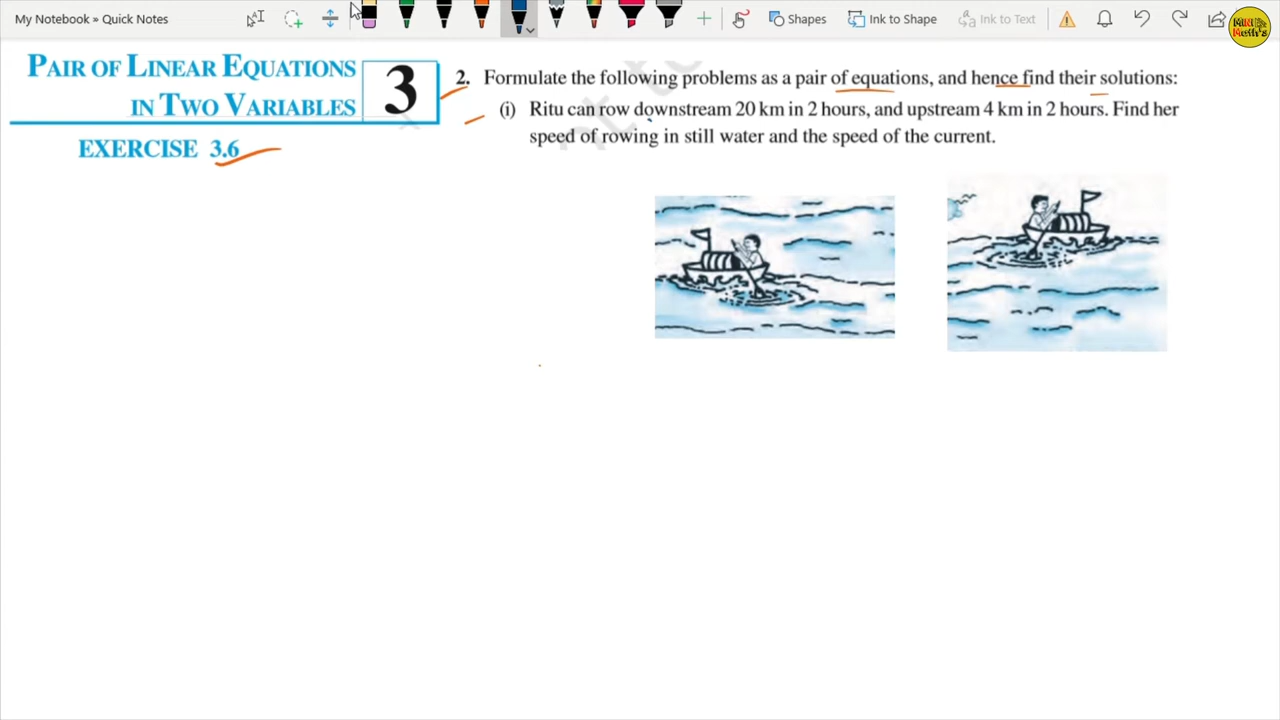 My Notebook » Quick Notes
Shapes
Ink to Shape
Ink to Text
MINI Math's
PAIR OF LINEAR EQUATIONS
IN TWO VARIABLES
3
EXERCISE 3.6
2. Formulate the following problems as a pair of equations, and hence find their solutions:
(i) Ritu can row downstream 20 km in 2 hours, and upstream 4 km in 2 hours. Find her
speed of rowing in still water and the speed of the current.